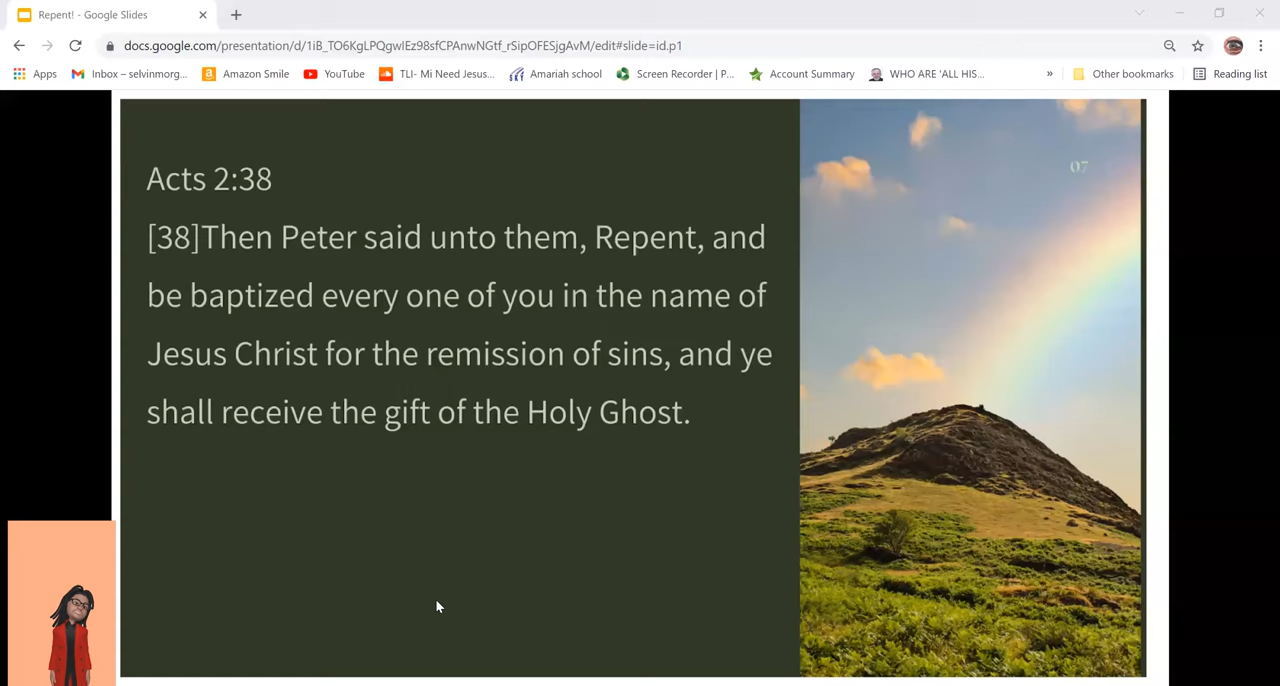 Repent! - Google Slides
docs.google.com/presentation/d/1iB_TO6KgLPQgwIEz98sfCPAnwNGtf_rSipOFESjgAvM/edit#slide=id.p1
Apps Inbox – selvinmorg... Amazon Smile YouTube TLI- Mi Need Jesus... Amariah school Screen Recorder | P... Account Summary WHO ARE 'ALL HIS... » Other bookmarks Reading list
07
Acts 2:38
[38]Then Peter said unto them, Repent, and
be baptized every one of you in the name of
Jesus Christ for the remission of sins, and ye
shall receive the gift of the Holy Ghost.